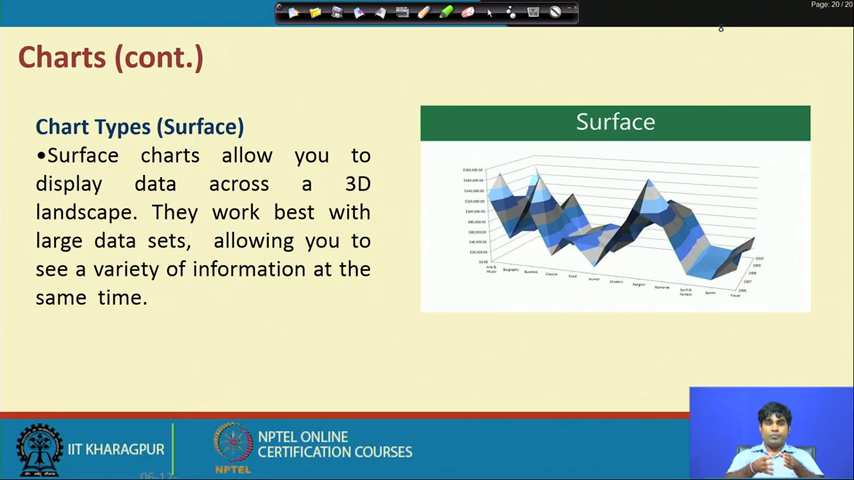 Page: 20 / 20
Charts (cont.)
Chart Types (Surface)
•Surface charts allow you to
display data across a 3D
landscape. They work best with
large data sets, allowing you to
see a variety of information at the
same time.
Surface
IIT KHARAGPUR
NPTEL
NPTEL ONLINE
CERTIFICATION COURSES